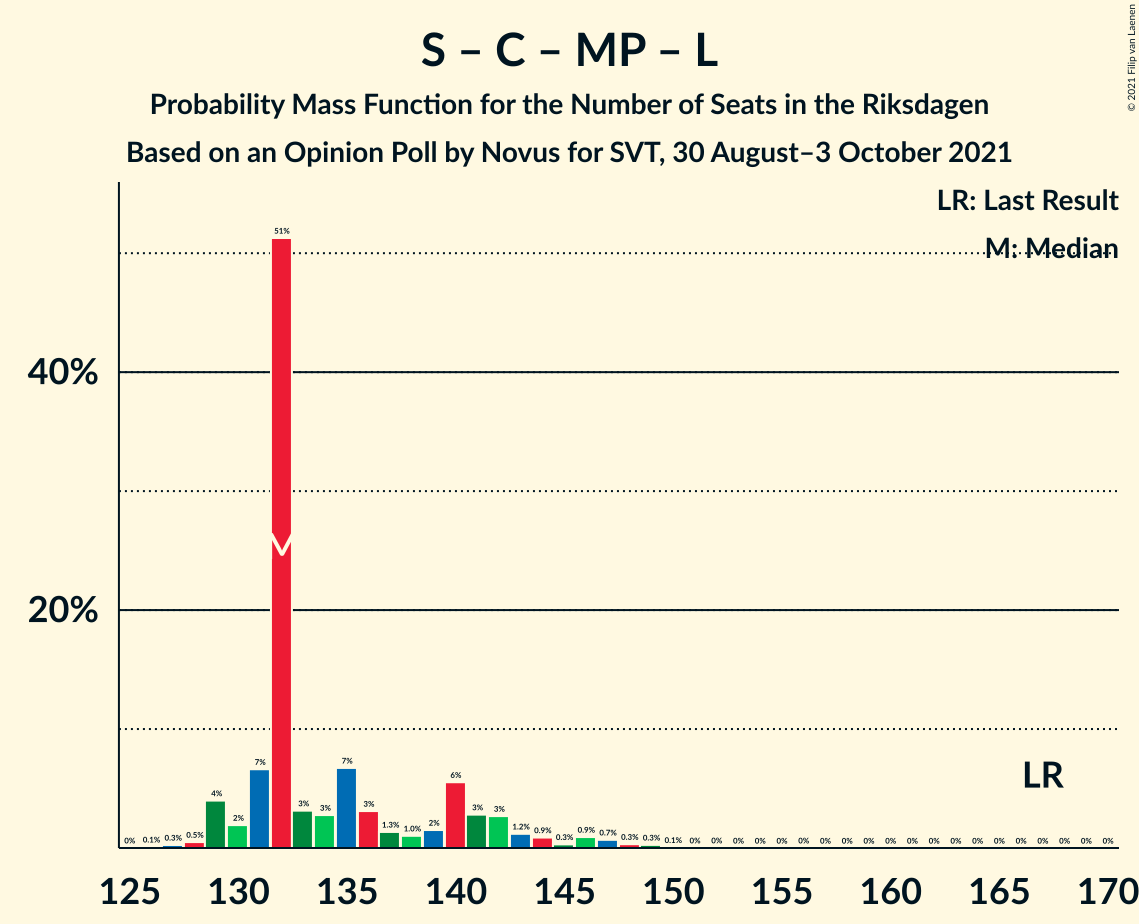 S – C – MP – L
Probability Mass Function for the Number of Seats in the Riksdagen
Based on an Opinion Poll by Novus for SVT, 30 August–3 October 2021
© 2021 Filip van Laenen
LR: Last Result
M: Median
51%
40%
20%
LR
0% 0.1% 0.3% 0.5% 4% 2% 7% 3% 3% 7% 3% 1.3% 1.0% 2% 6% 3% 3% 1.2% 0.9% 0.3% 0.9% 0.7% 0.3% 0.3% 0.1% 0% 0% 0% 0% 0% 0% 0% 0% 0% 0% 0% 0% 0% 0% 0% 0% 0% 0% 0% 0%
125 130 135 140 145 150 155 160 165 170